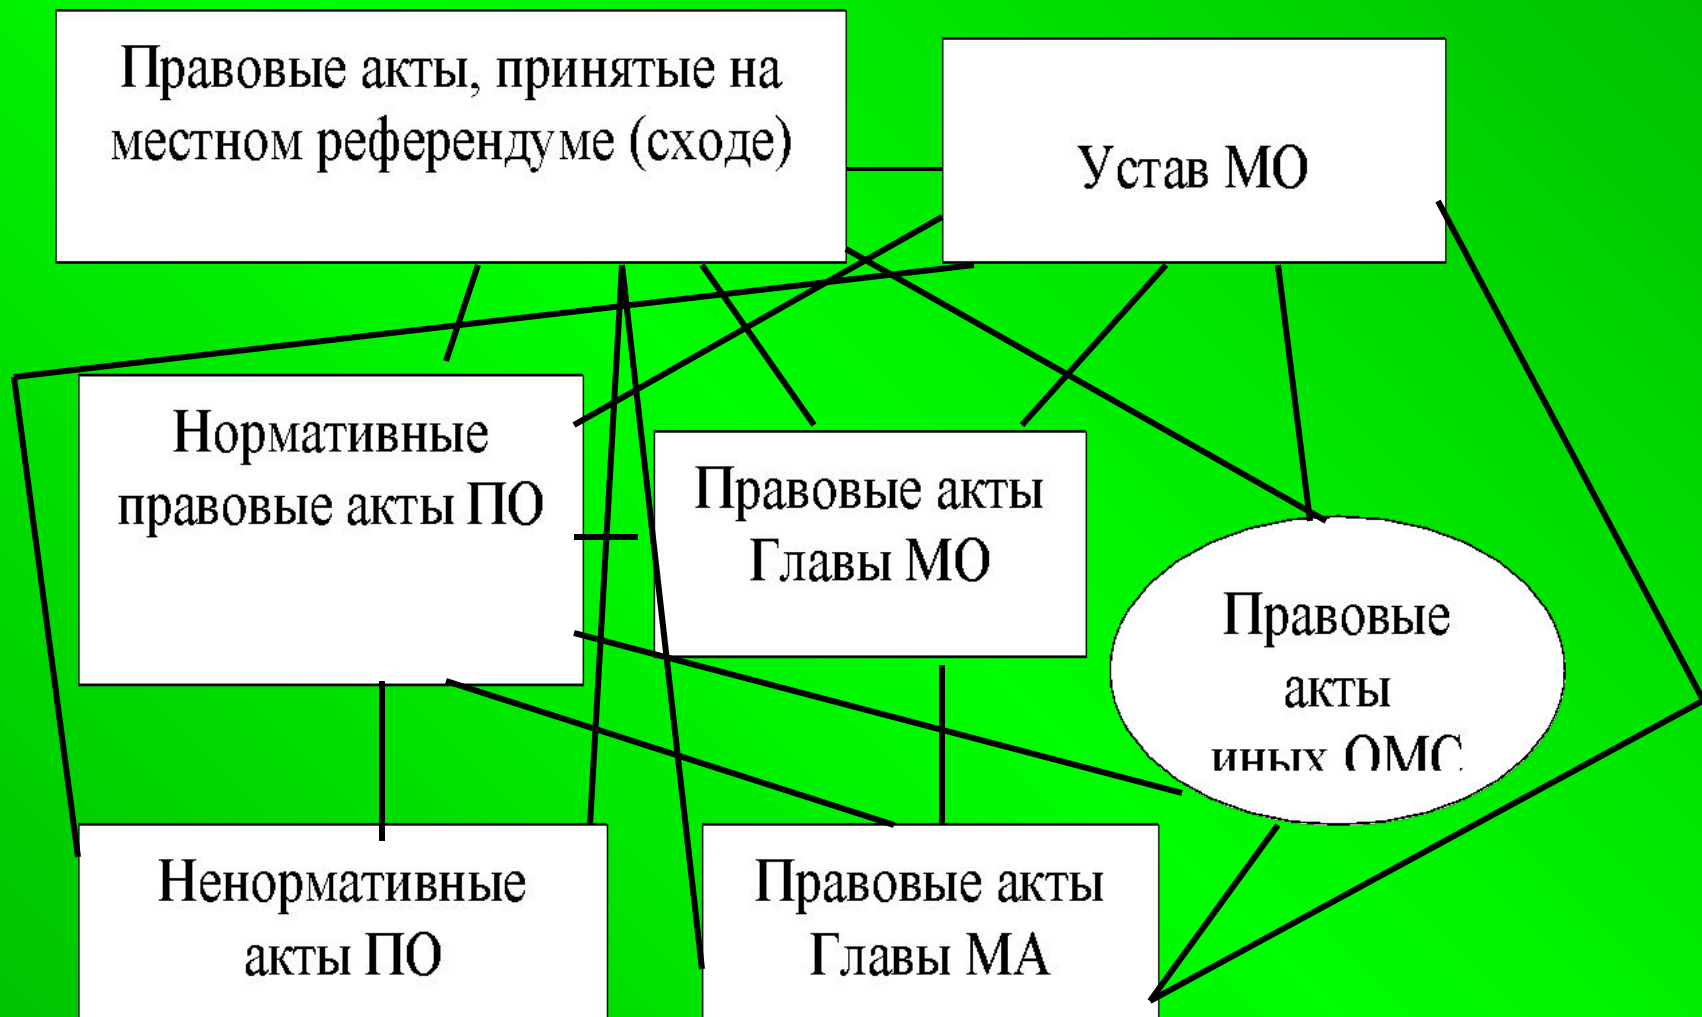 Правовые акты, принятые на
местном референдуме (сходе)
Устав МО
Нормативные
правовые акты ПО
Правовые акты
Главы МО
Правовые
акты
иных ОМС
Ненормативные
акты ПО
Правовые акты
Главы МА